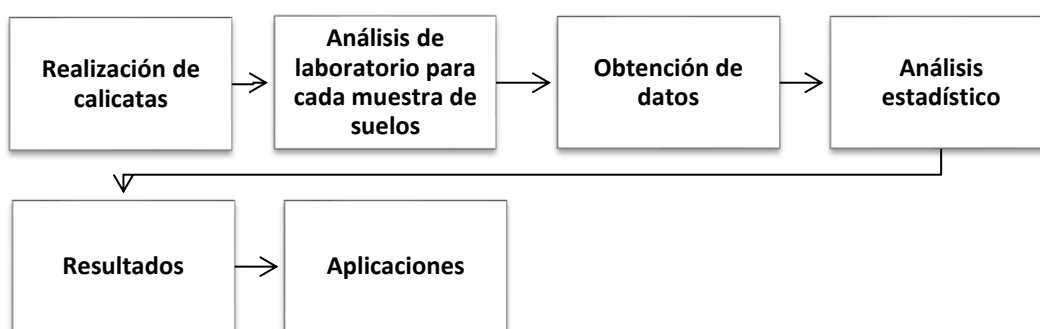 Realización de
calicatas
Análisis de
laboratorio para
cada muestra de
suelos
Obtención de
datos
Análisis
estadístico
Resultados
Aplicaciones